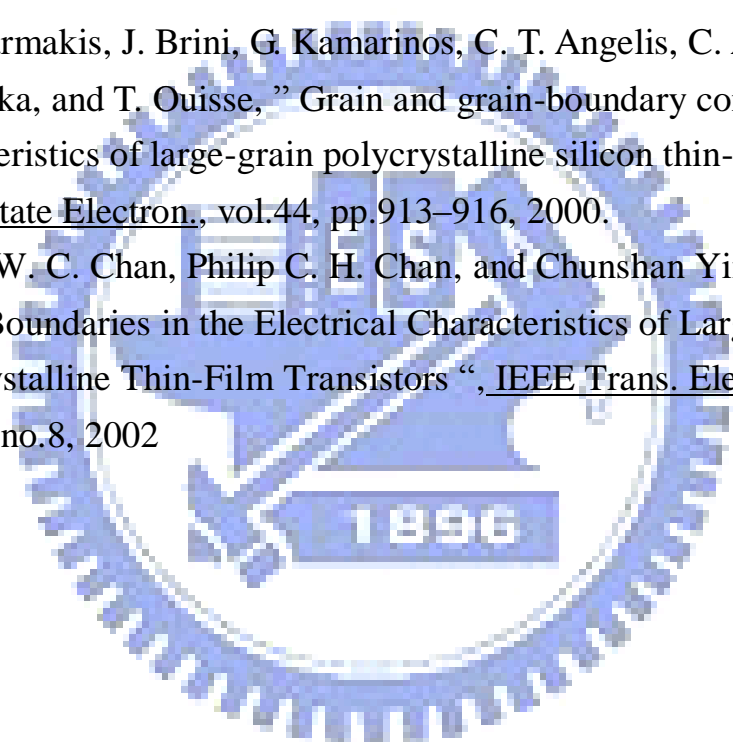 armakis, J. Brini, G. Kamarinos, C. T. Angelis, C. A
ka, and T. Ouisse, ” Grain and grain-boundary co
eristics of large-grain polycrystalline silicon thin-
tate Electron., vol.44, pp.913–916, 2000.
W. C. Chan, Philip C. H. Chan, and Chunshan Yi
Boundaries in the Electrical Characteristics of Lar
ystalline Thin-Film Transistors “, IEEE Trans. Ele
no.8, 2002
1896